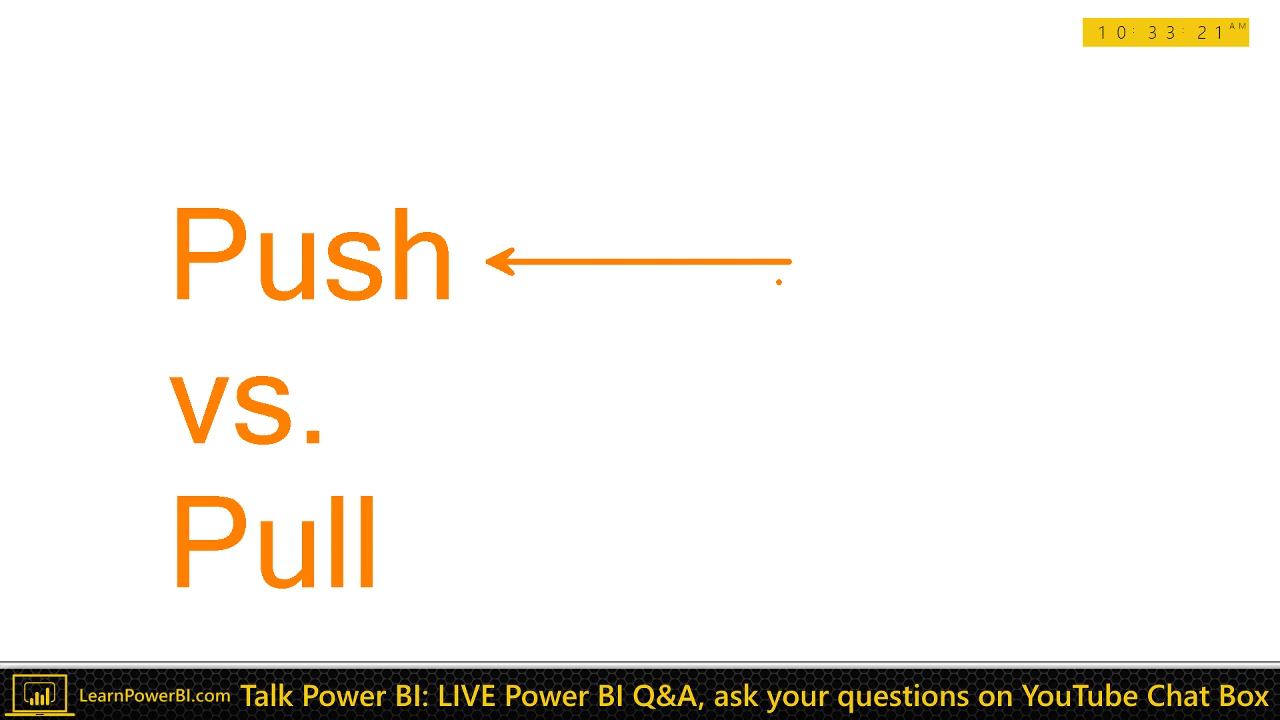 10:33:21 AM
Push
vs.
Pull
LearnPowerBI.com Talk Power BI: LIVE Power BI Q&A, ask your questions on YouTube Chat Box